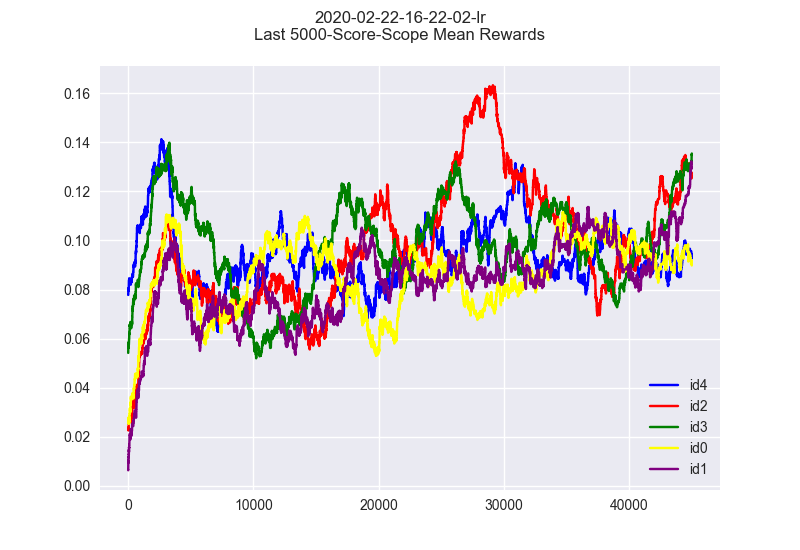 2020-02-22-16-22-02-lr
Last 5000-Score-Scope Mean Rewards
0.16
0.14
0.12
0.10
0.08
0.06
0.04
0.02
0.00
0 10000 20000 30000 40000
id4
id2
id3
id0
id1